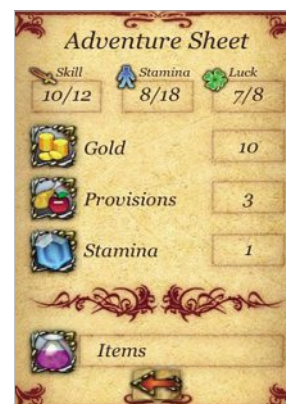 Adventure Sheet
Skill Stamina Luck
10/12 8/18 7/8
Gold 10
Provisions 3
Stamina 1
Items